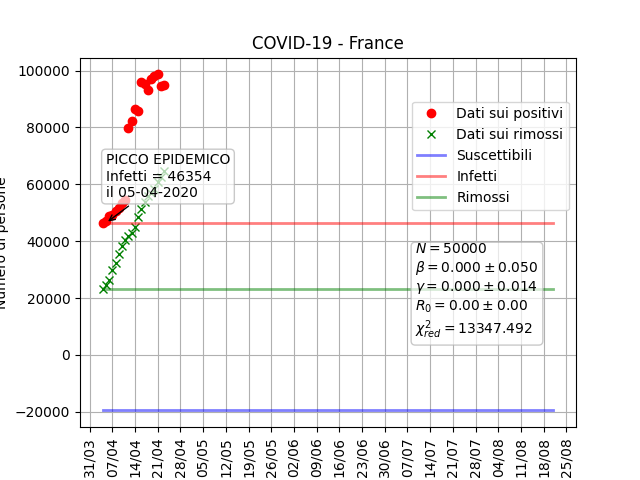 COVID-19 - France
Numero di persone
100000
80000
60000
40000
20000
0
−20000
PICCO EPIDEMICO
Infetti = 46354
il 05-04-2020
Dati sui positivi
Dati sui rimossi
Suscettibili
Infetti
Rimossi
N = 50000
β = 0.000 ± 0.050
γ = 0.000 ± 0.014
R₀ = 0.00 ± 0.00
χ²red = 13347.492
31/03
07/04
14/04
21/04
28/04
05/05
12/05
19/05
26/05
02/06
09/06
16/06
23/06
30/06
07/07
14/07
21/07
28/07
04/08
11/08
18/08
25/08